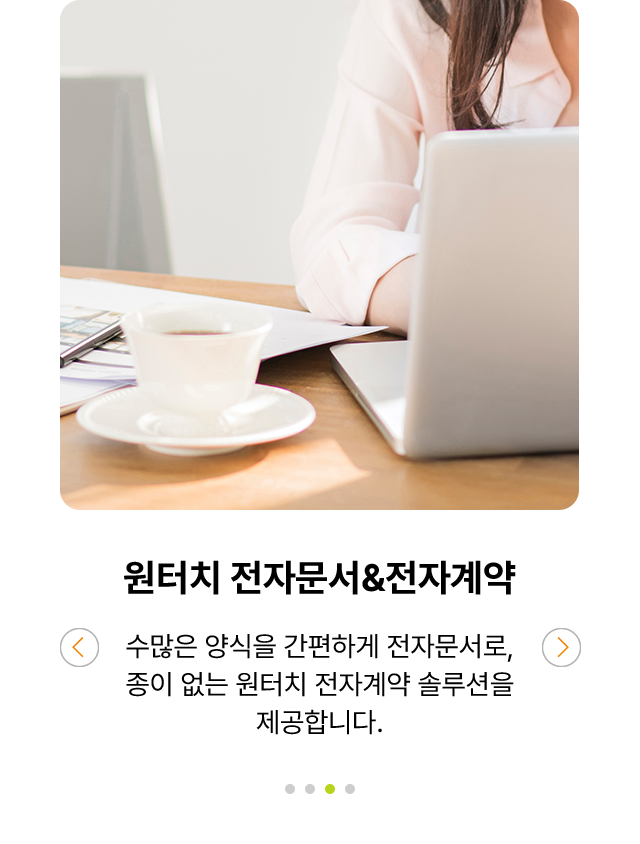 원터치 전자문서&전자계약
수많은 양식을 간편하게 전자문서로,
종이 없는 원터치 전자계약 솔루션을
제공합니다.